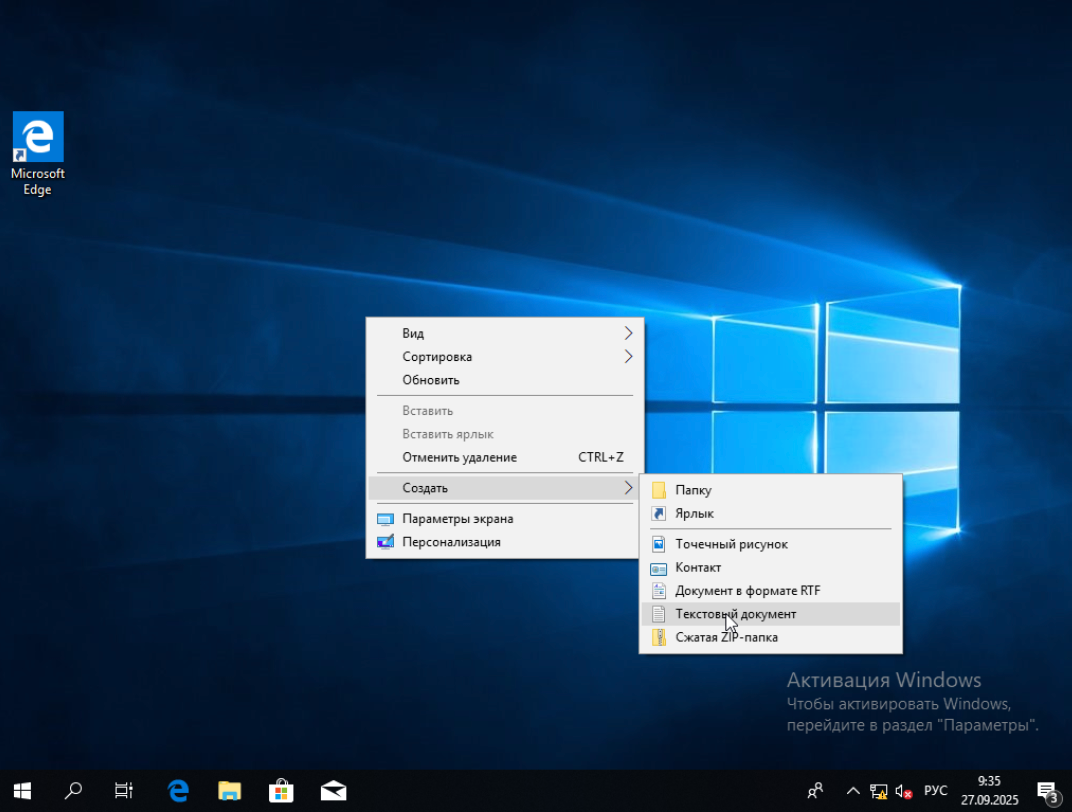 Microsoft
Edge
Вид
Сортировка
Обновить
Вставить
Вставить ярлык
Отменить удаление CTRL+Z
Создать
Параметры экрана
Персонализация
Папку
Ярлык
Точечный рисунок
Контакт
Документ в формате RTF
Текстовый документ
Сжатая ZIP-папка
Активация Windows
Чтобы активировать Windows,
перейдите в раздел "Параметры".
РУС
9:35
27.09.2025
3